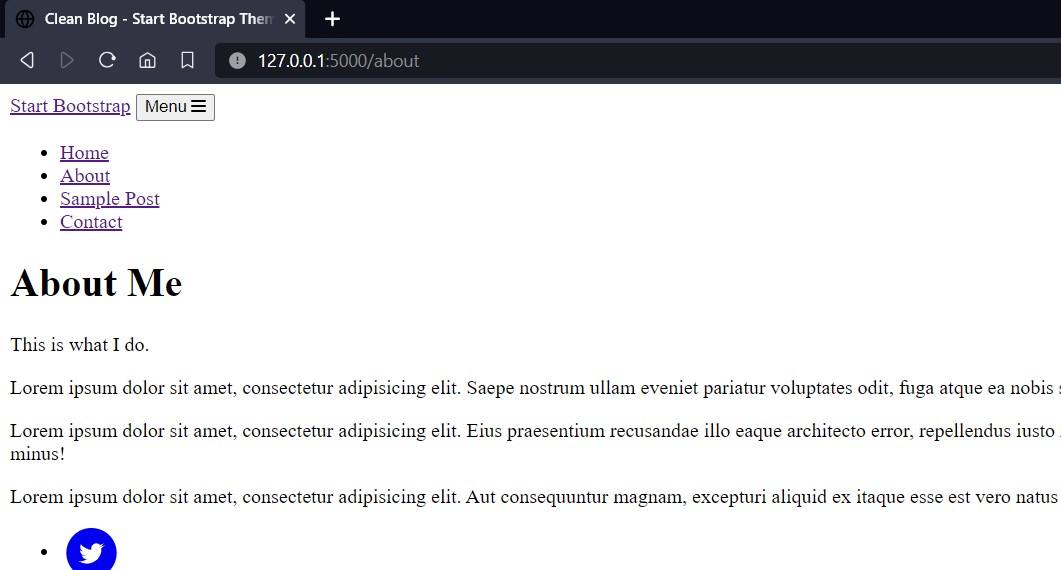 Clean Blog - Start Bootstrap Them
127.0.0.1:5000/about
Start Bootstrap Menu
Home
About
Sample Post
Contact
About Me
This is what I do.
Lorem ipsum dolor sit amet, consectetur adipisicing elit. Saepe nostrum ullam eveniet pariatur voluptates odit, fuga atque ea nobis
Lorem ipsum dolor sit amet, consectetur adipisicing elit. Eius praesentium recusandae illo eaque architecto error, repellendus iusto
minus!
Lorem ipsum dolor sit amet, consectetur adipisicing elit. Aut consequuntur magnam, excepturi aliquid ex itaque esse est vero natus